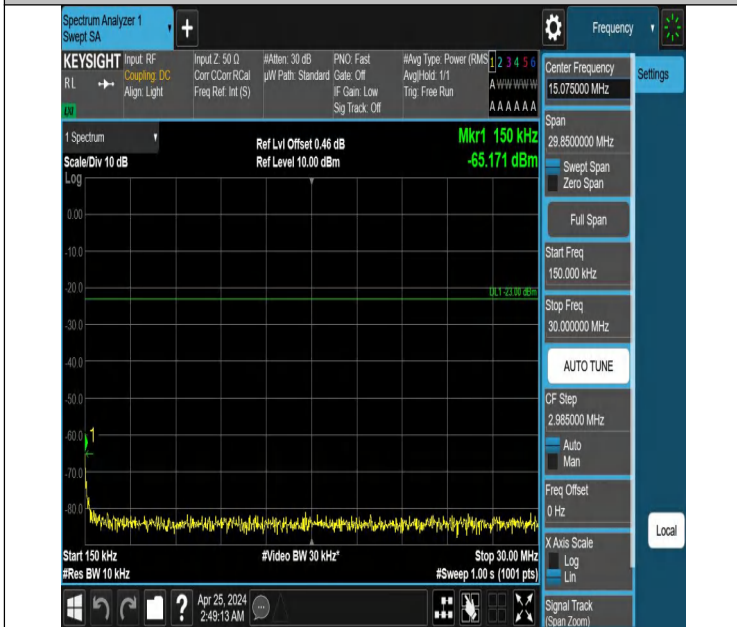 Spectrum Analyzer 1
Swept SA
+
Frequency
KEYSIGHT
RL
Input: RF
Coupling: DC
Align: Light
Input Z: 50 Ω
Corr CCorr RCal
Freq Ref: Int (S)
#Atten: 30 dB
µW Path: Standard
PNO: Fast
Gate: Off
IF Gain: Low
Sig Track: Off
#Avg Type: Power (RMS
Avg|Hold: 1/1
Trig: Free Run
1 2 3 4 5 6
A W W W W W
A A A A A A
1 Spectrum
Scale/Div 10 dB
Log
Ref Lvl Offset 0.46 dB
Ref Level 10.00 dBm
Mkr1 150 kHz
-65.171 dBm
0.00
-10.0
-20.0
-30.0
-40.0
-50.0
-60.0
-70.0
-80.0
DL1 -23.00 dBm
1
Start 150 kHz
#Res BW 10 kHz
#Video BW 30 kHz*
Stop 30.00 MHz
#Sweep 1.00 s (1001 pts)
?
Apr 25, 2024
2:49:13 AM
Center Frequency
15.075000 MHz
Span
29.8500000 MHz
Swept Span
Zero Span
Full Span
Start Freq
150.000 kHz
Stop Freq
30.000000 MHz
AUTO TUNE
CF Step
2.985000 MHz
Auto
Man
Freq Offset
0 Hz
X Axis Scale
Log
Lin
Signal Track
(Span Zoom)
Settings
Local